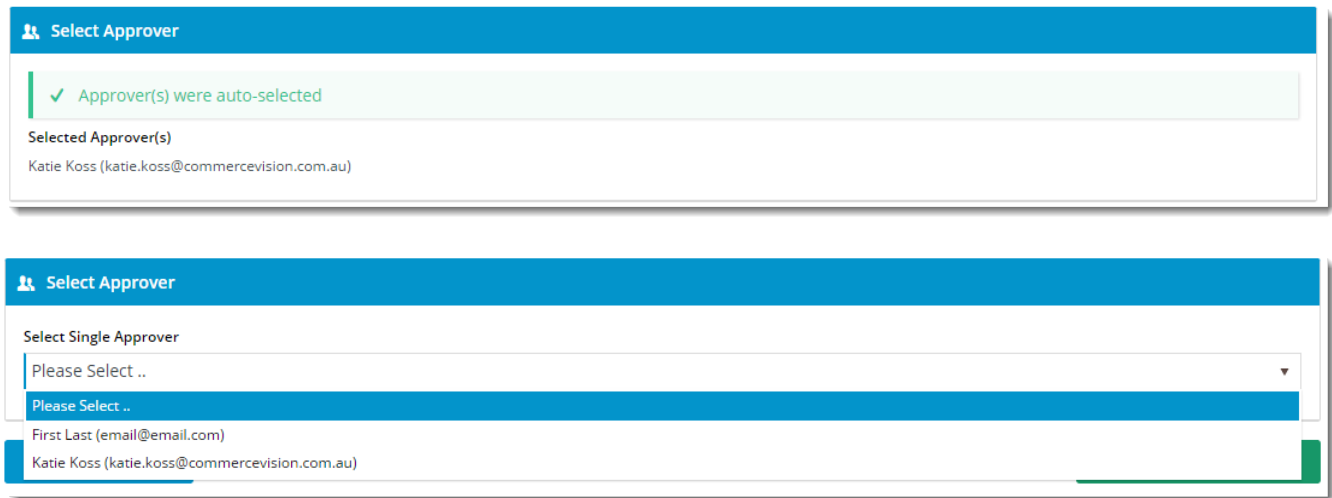 Select Approver
Approver(s) were auto-selected
Selected Approver(s)
Katie Koss (katie.koss@commercevision.com.au)
Select Approver
Select Single Approver
Please Select ..
Please Select ..
First Last (email@email.com)
Katie Koss (katie.koss@commercevision.com.au)